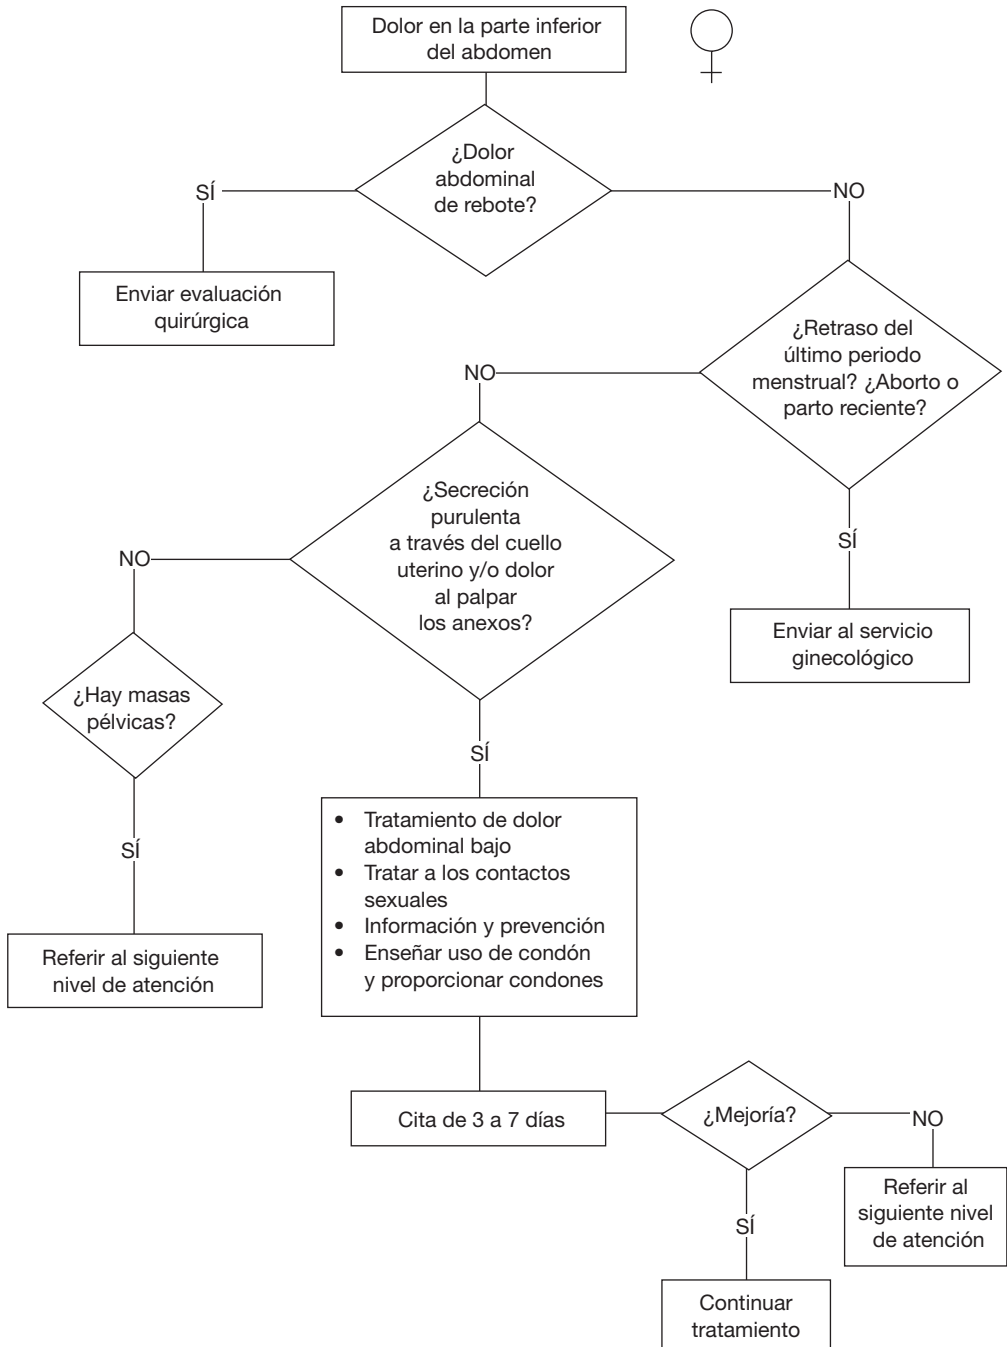 Dolor en la parte inferior
del abdomen
¿Dolor
abdominal
de rebote?
SÍ
NO
Enviar evaluación
quirúrgica
¿Retraso del
último periodo
menstrual? ¿Aborto o
parto reciente?
NO
SÍ
Enviar al servicio
ginecológico
¿Secreción
purulenta
a través del cuello
uterino y/o dolor
al palpar
los anexos?
NO
SÍ
¿Hay masas
pélvicas?
SÍ
Referir al siguiente
nivel de atención
• Tratamiento de dolor
abdominal bajo
• Tratar a los contactos
sexuales
• Información y prevención
• Enseñar uso de condón
y proporcionar condones
Cita de 3 a 7 días
¿Mejoría?
NO
SÍ
Referir al
siguiente nivel
de atención
Continuar
tratamiento